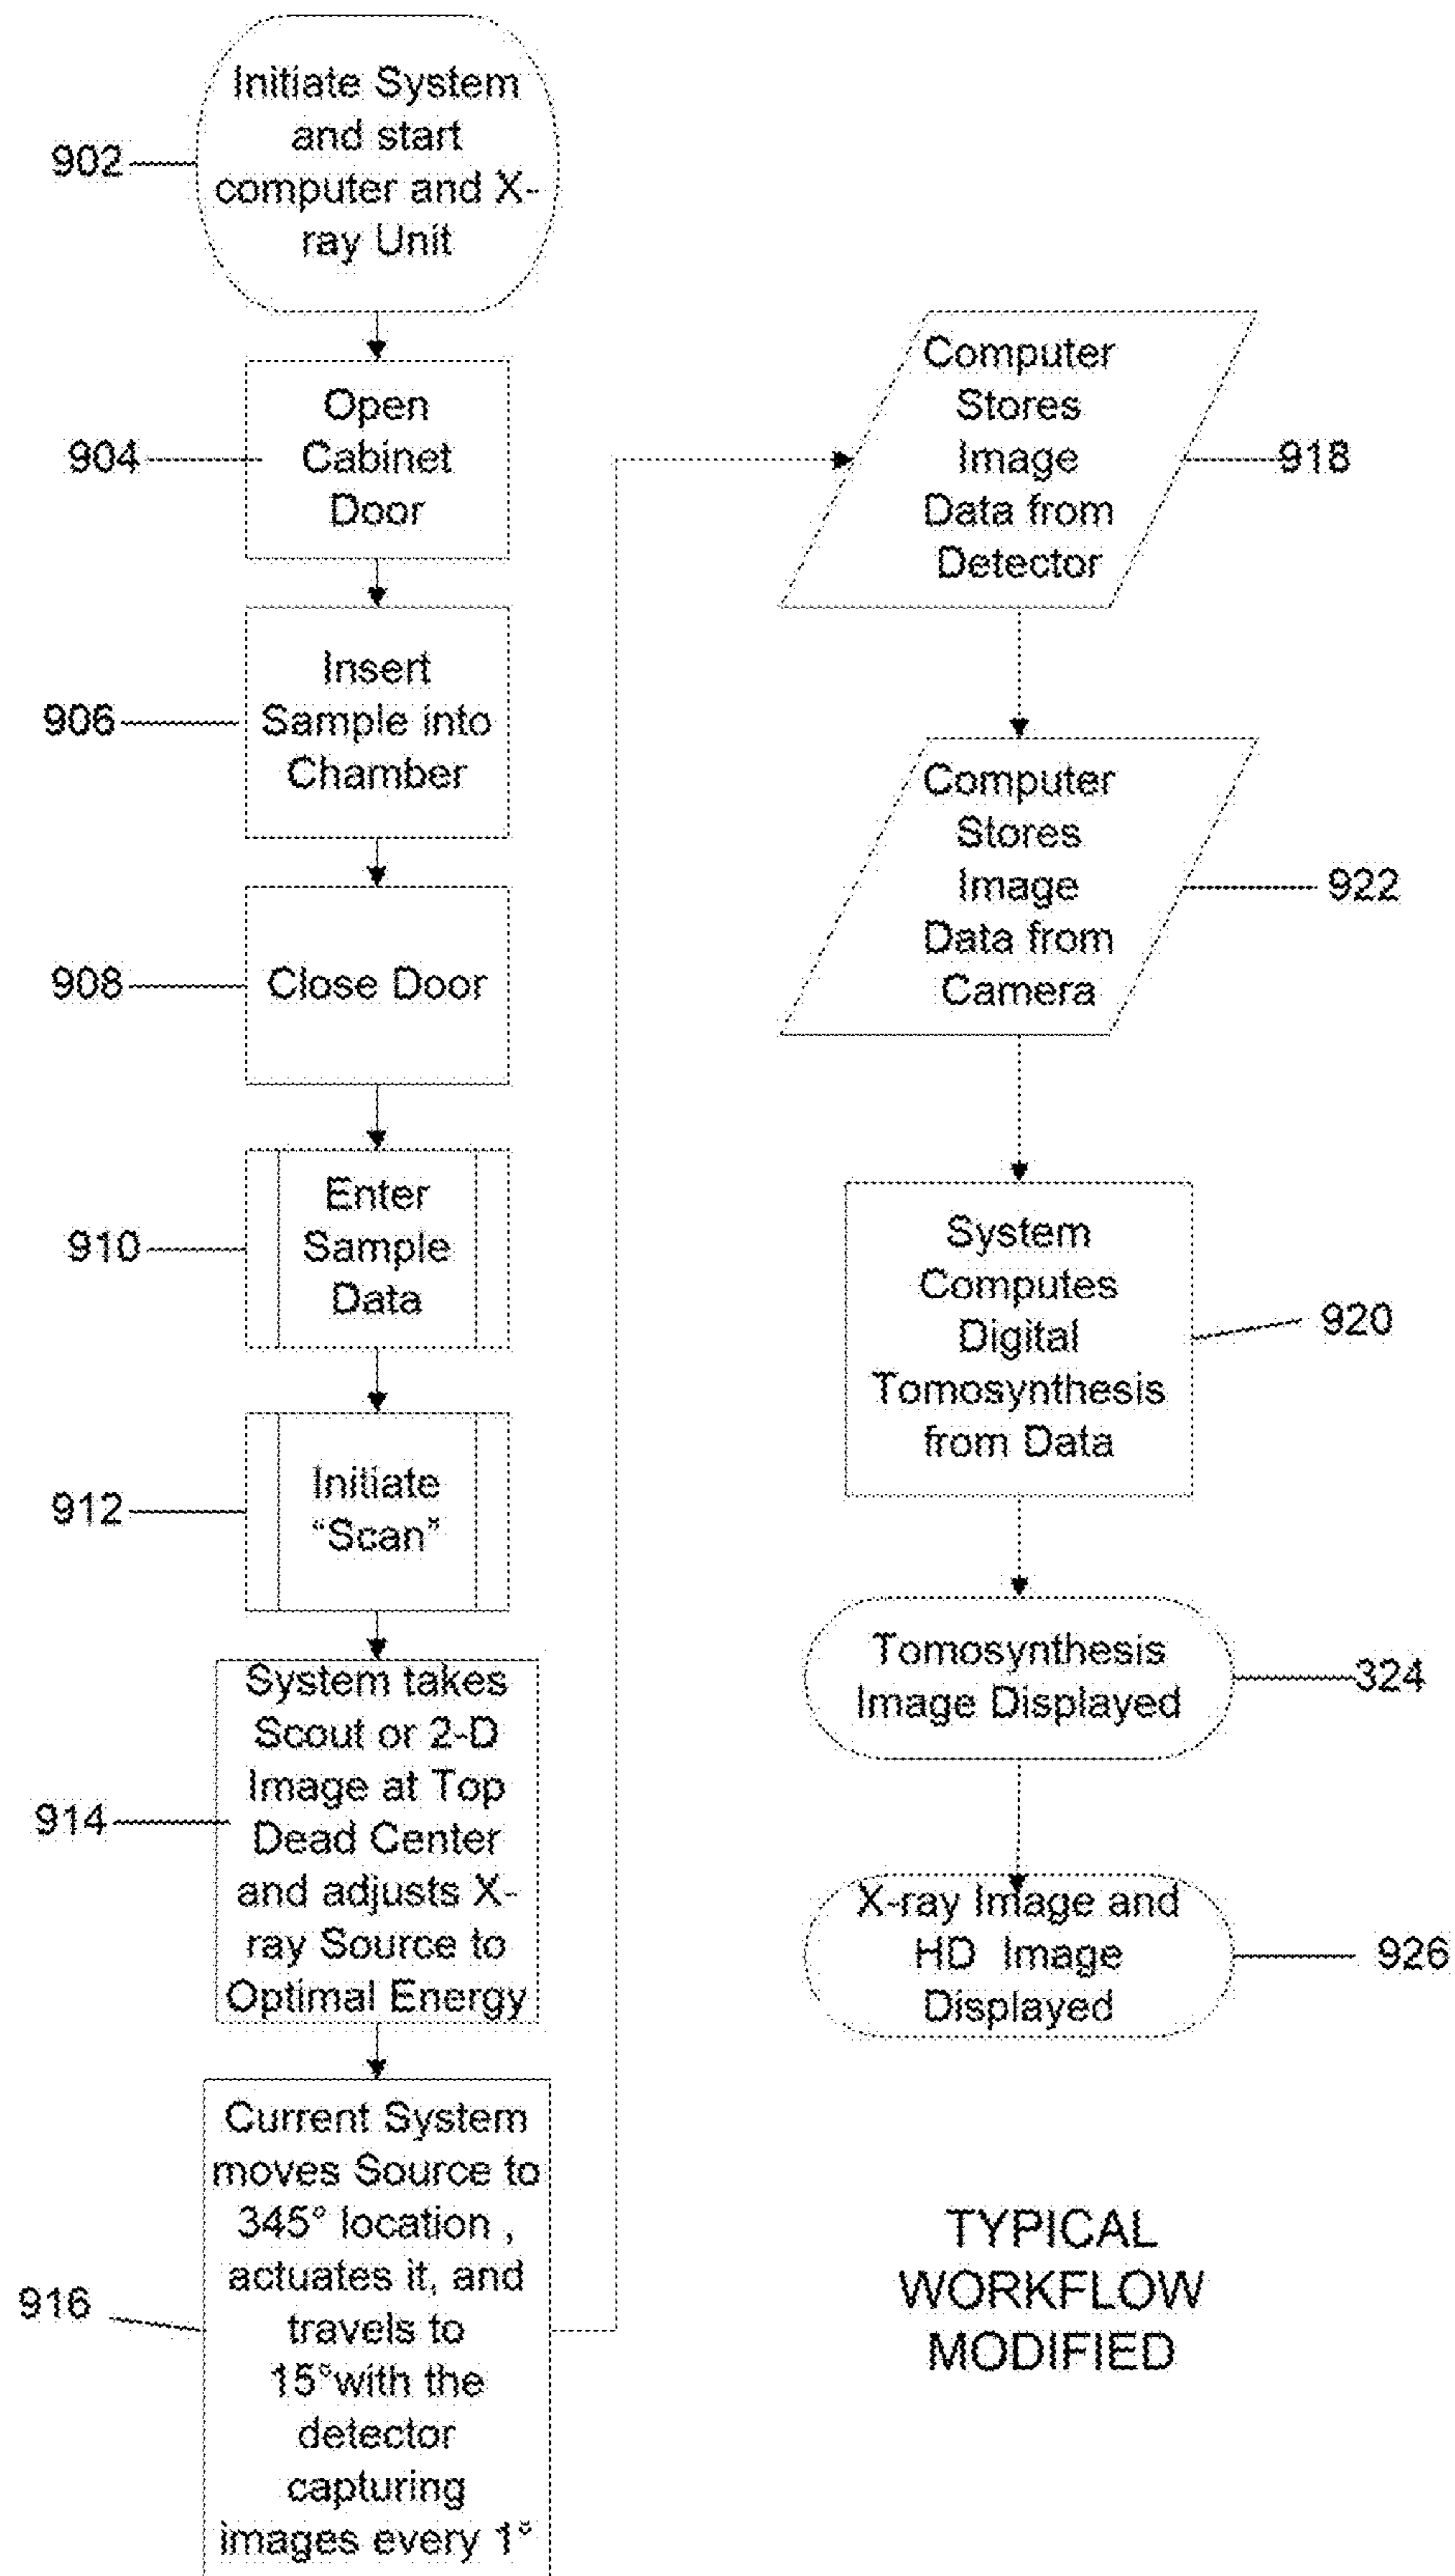 902
Initiate System
and start
computer and X-
ray Unit
904
Open
Cabinet
Door
906
Insert
Sample into
Chamber
908
Close Door
910
Enter
Sample
Data
912
Initiate
“Scan”
914
System takes
Scout or 2-D
Image at Top
Dead Center
and adjusts X-
ray Source to
Optimal Energy
916
Current System
moves Source to
345° location ,
actuates it, and
travels to
15°with the
detector
capturing
images every 1°
Computer
Stores
Image
Data from
Detector
918
Computer
Stores
Image
Data from
Camera
922
System
Computes
Digital
Tomosynthesis
from Data
920
Tomosynthesis
Image Displayed
324
X-ray Image and
HD Image
Displayed
926
TYPICAL
WORKFLOW
MODIFIED